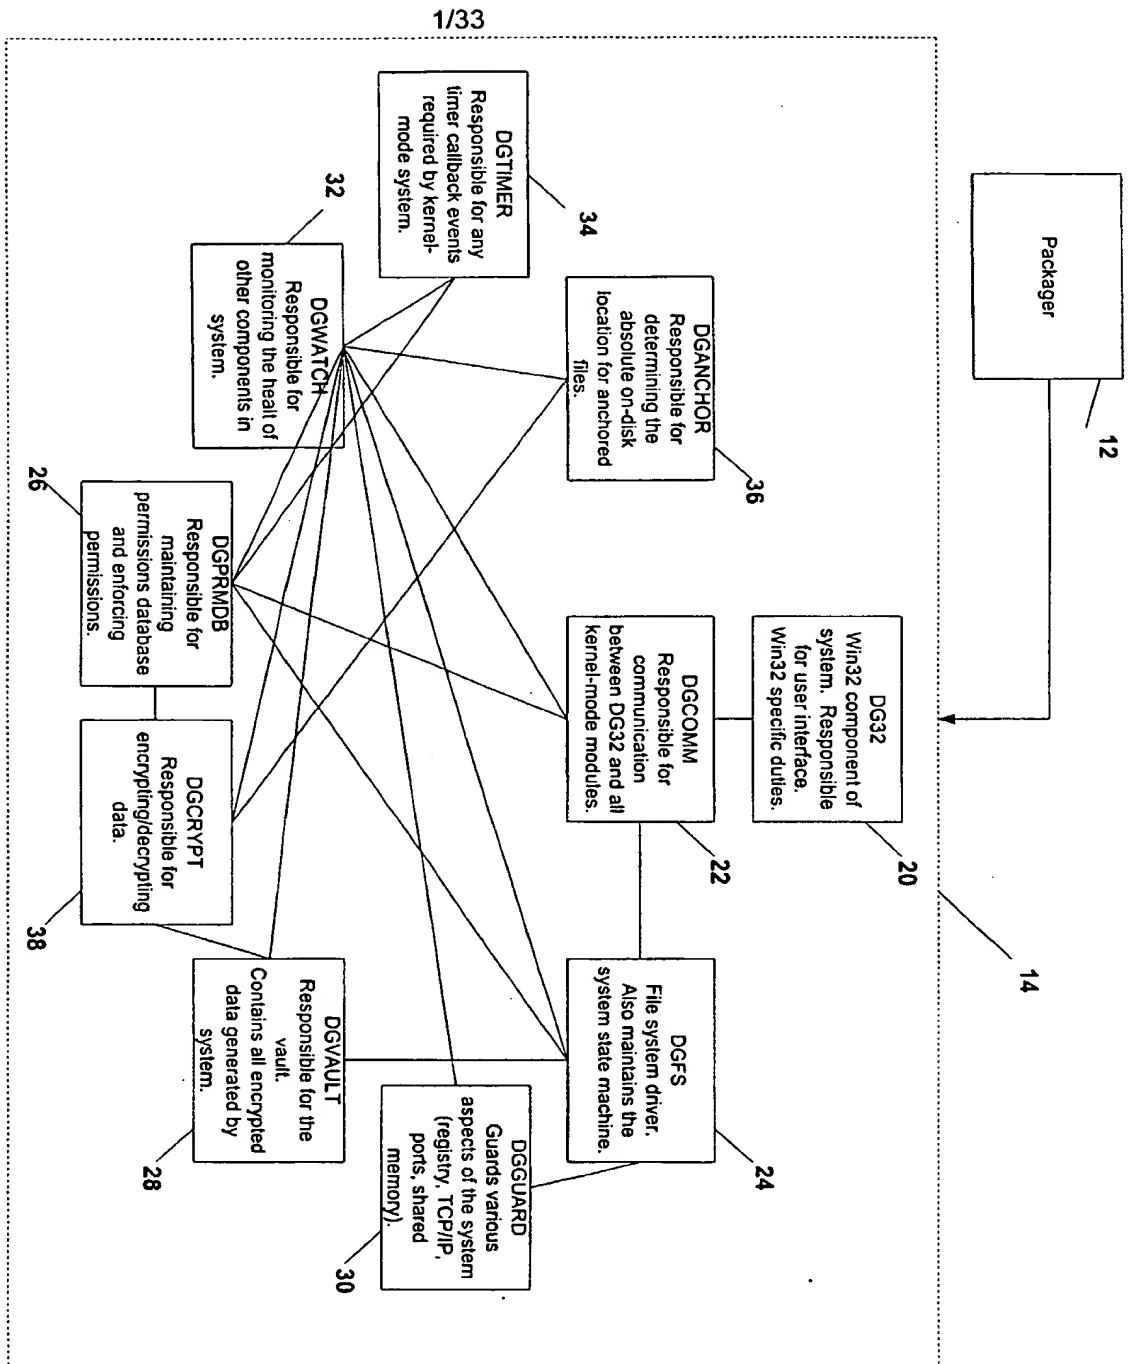 1/33
Packager
12
14
DG32
Win32 component of
system. Responsible
for user interface.
Win32 specific duties.
20
DGCOMM
Responsible for
communication
between DG32 and all
kernel-mode modules.
22
DGFS
File system driver.
Also maintains the
system state machine.
24
DGANCHOR
Responsible for
determining the
absolute on-disk
location for anchored
files.
36
DGTIMER
Responsible for any
timer callback events
required by kernel-
mode system.
34
DGGUARD
Guards various
aspects of the system
(registry, TCP/IP,
ports, shared
memory).
30
DGWATCH
Responsible for
monitoring the healt of
other components in
system.
32
DGVAULT
Responsible for the
vault.
Contains all encrypted
data generated by
system.
28
DGPRMDB
Responsible for
maintaining
permissions database
and enforcing
permissions.
26
DGCRYPT
Responsible for
encrypting/decrypting
data.
38